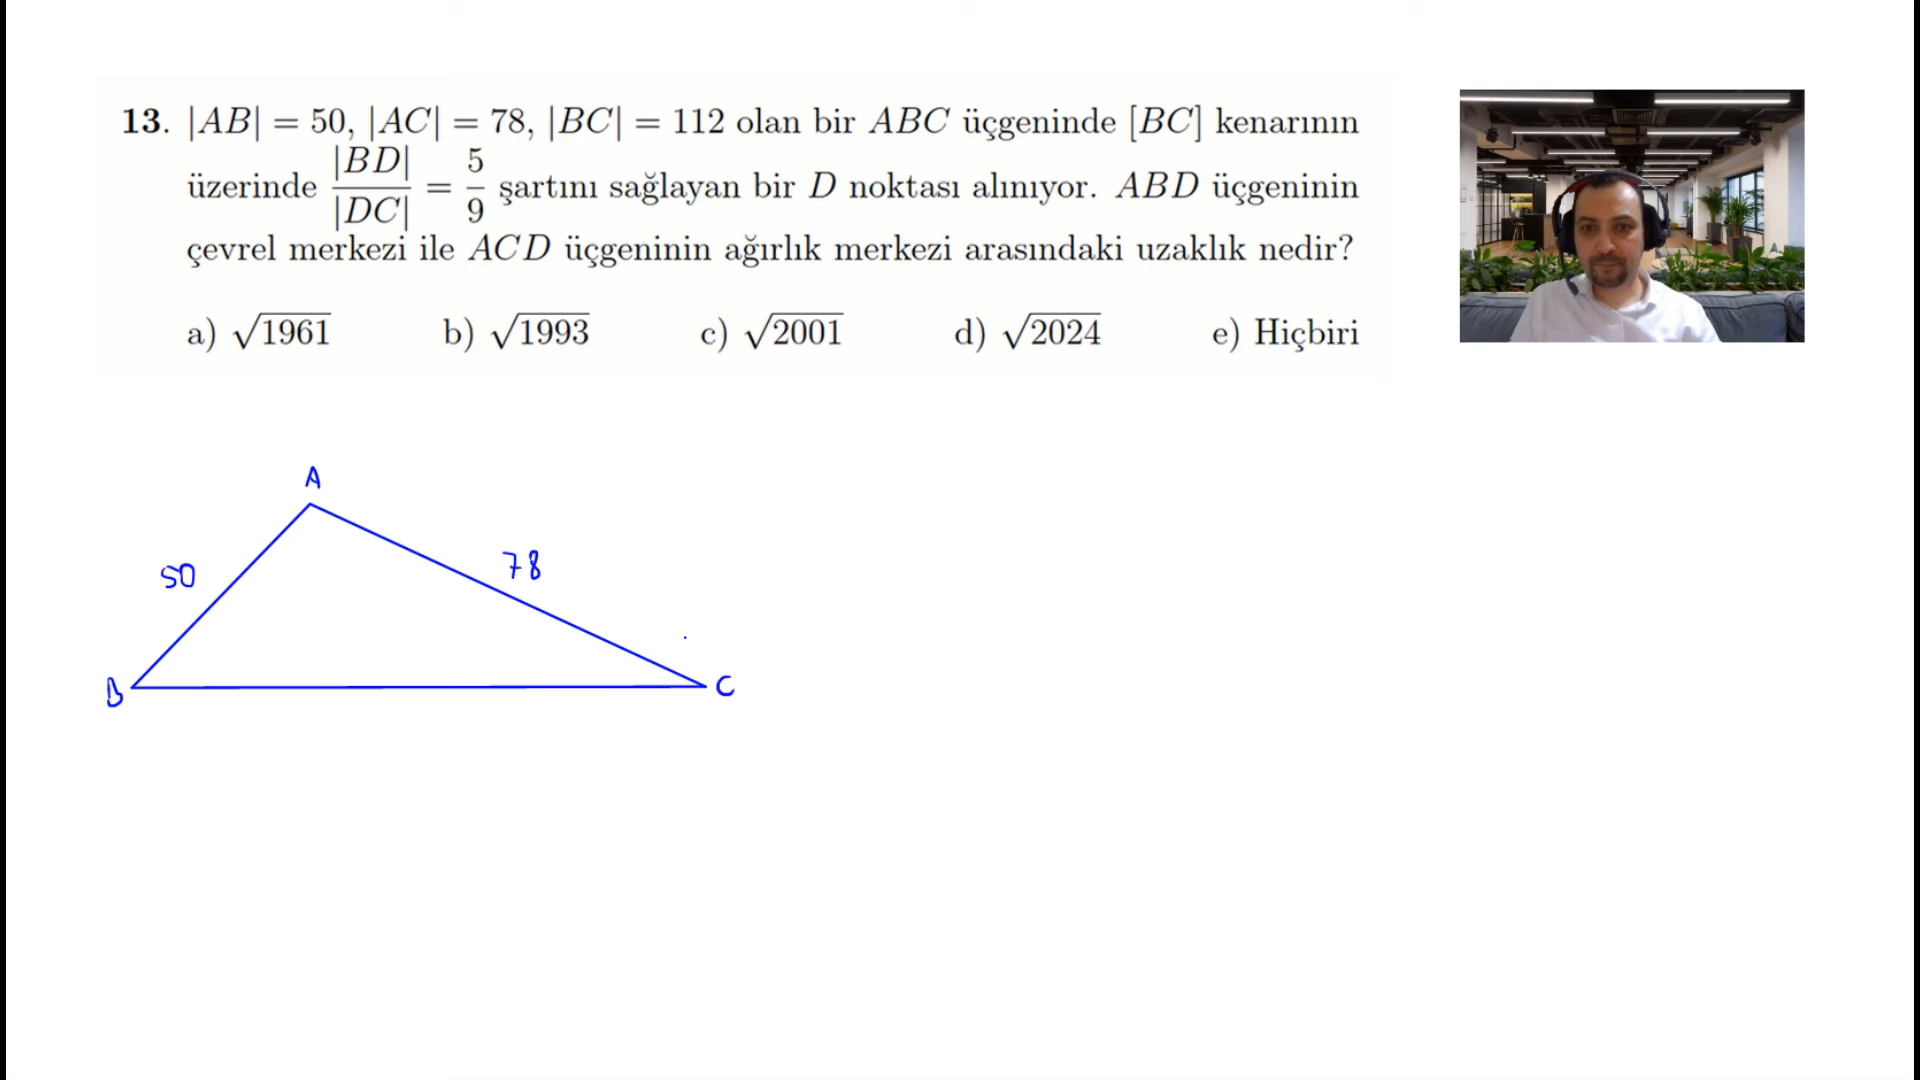 13. |AB| = 50, |AC| = 78, |BC| = 112 olan bir ABC üçgeninde [BC] kenarının
üzerinde |BD|/|DC| = 5/9 şartını sağlayan bir D noktası alınıyor. ABD üçgeninin
çevrel merkezi ile ACD üçgeninin ağırlık merkezi arasındaki uzaklık nedir?
a) √1961 b) √1993 c) √2001 d) √2024 e) Hiçbiri
A
50
78
B
C